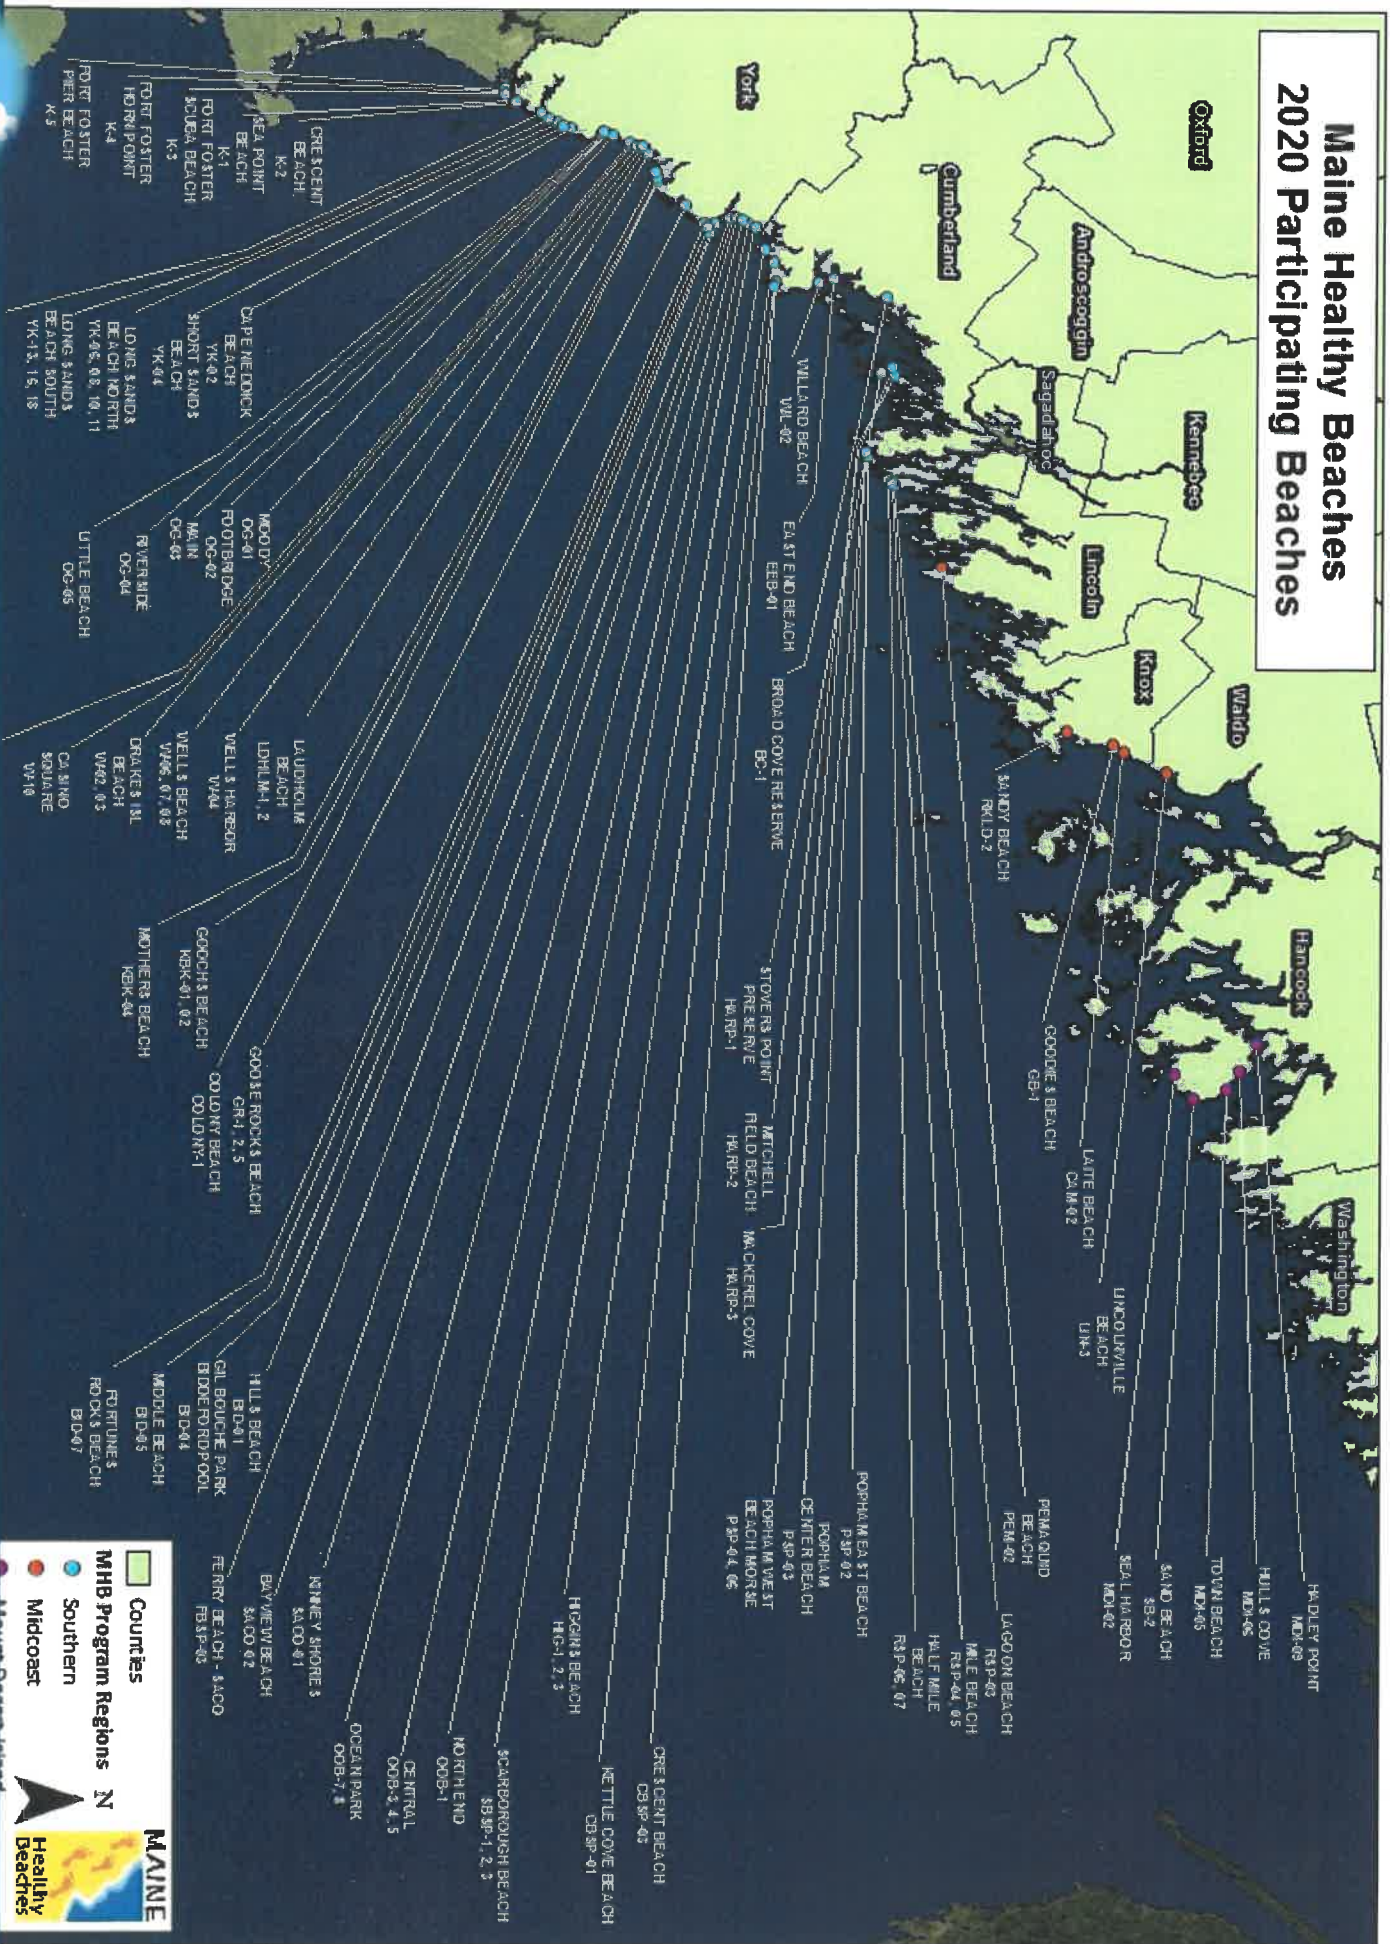 Maine Healthy Beaches
2020 Participating Beaches
Oxford
Androscoggin
Kennebec
Waldo
Hancock
Washington
York
Cumberland
Sagadahoc
Lincoln
Knox
HADLEY POINT
MDI-09
HULLS COVE
MDI-06
TOWN BEACH
MDI-05
SAND BEACH
SB-2
SEAL HARBOR
MDI-02
LINCOLNVILLE
BEACH
LIN-3
LAITE BEACH
CAM-02
GOODIES BEACH
GB-1
SANDY BEACH
RKLD-2
PEMAQUID
BEACH
PEM-02
LAGOON BEACH
RSP-03
MILE BEACH
RSP-04, 05
HALF MILE
BEACH
RSP-06, 07
POPHAM EAST BEACH
PSP-02
POPHAM
CENTER BEACH
PSP-03
POPHAM WEST
BEACH MORSE
PSP-04, 06
MACKEREL COVE
HARP-3
MITCHELL
FIELD BEACH
HARP-2
STOVERS POINT
PRESERVE
HARP-1
BROAD COVE RESERVE
BC-1
EAST END BEACH
EEB-01
WILLARD BEACH
WIL-02
CRESCENT BEACH
CBSP-03
KETTLE COVE BEACH
CBSP-01
HIGGINS BEACH
HIG-1, 2, 3
SCARBOROUGH BEACH
SBSP-1, 2, 3
NORTH END
OOB-1
CENTRAL
OOB-3, 4, 5
OCEAN PARK
OOB-7, 8
KINNEY SHORES
SACO-01
BAYVIEW BEACH
SACO-02
FERRY BEACH - SACO
FBSP-03
HILLS BEACH
BID-01
GIL BOUCHE PARK
BIDDEFORD POOL
BID-04
MIDDLE BEACH
BID-05
FORTUNES
ROCKS BEACH
BID-07
GOOSE ROCKS BEACH
GR-1, 2, 5
COLONY BEACH
COLONY-1
GOOCHS BEACH
KBK-01, 02
MOTHERS BEACH
KBK-04
LAUDHOLM
BEACH
LDHLM-1, 2
WELLS HARBOR
W-04
WELLS BEACH
W-06, 07, 08
DRAKES ISL
BEACH
W-02, 03
CASINO
SQUARE
W-10
MOODY
OG-01
FOOTBRIDGE
OG-02
MAIN
OG-03
RIVERSIDE
OG-04
LITTLE BEACH
OG-05
CAPE NEDDICK
BEACH
YK-02
SHORT SANDS
BEACH
YK-04
LONG SANDS
BEACH NORTH
YK-06, 08, 10, 11
LONG SANDS
BEACH SOUTH
YK-13, 16, 18
CRESCENT
BEACH
K-2
SEA POINT
BEACH
K-1
FORT FOSTER
SCUBA BEACH
K-3
FORT FOSTER
HORN POINT
K-4
FORT FOSTER
PIER BEACH
K-5
Counties
MHB Program Regions
Southern
Midcoast
N
MAINE
Healthy
Beaches